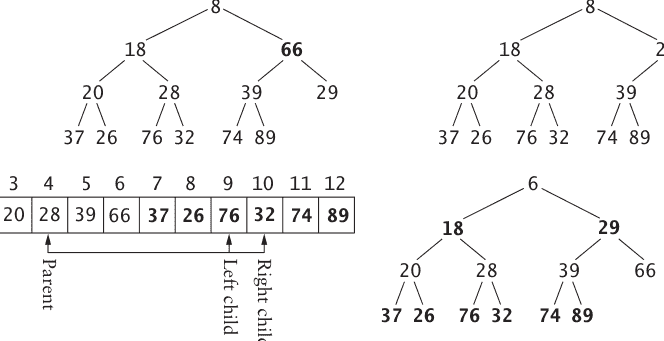 8
18 66
20 28 39 29
37 26 76 32 74 89
8
18
20 28 39
37 26 76 32 74 89
3 4 5 6 7 8 9 10 11 12
20 28 39 66 37 26 76 32 74 89
Parent
Left child
Right child
6
18 29
20 28 39 66
37 26 76 32 74 89